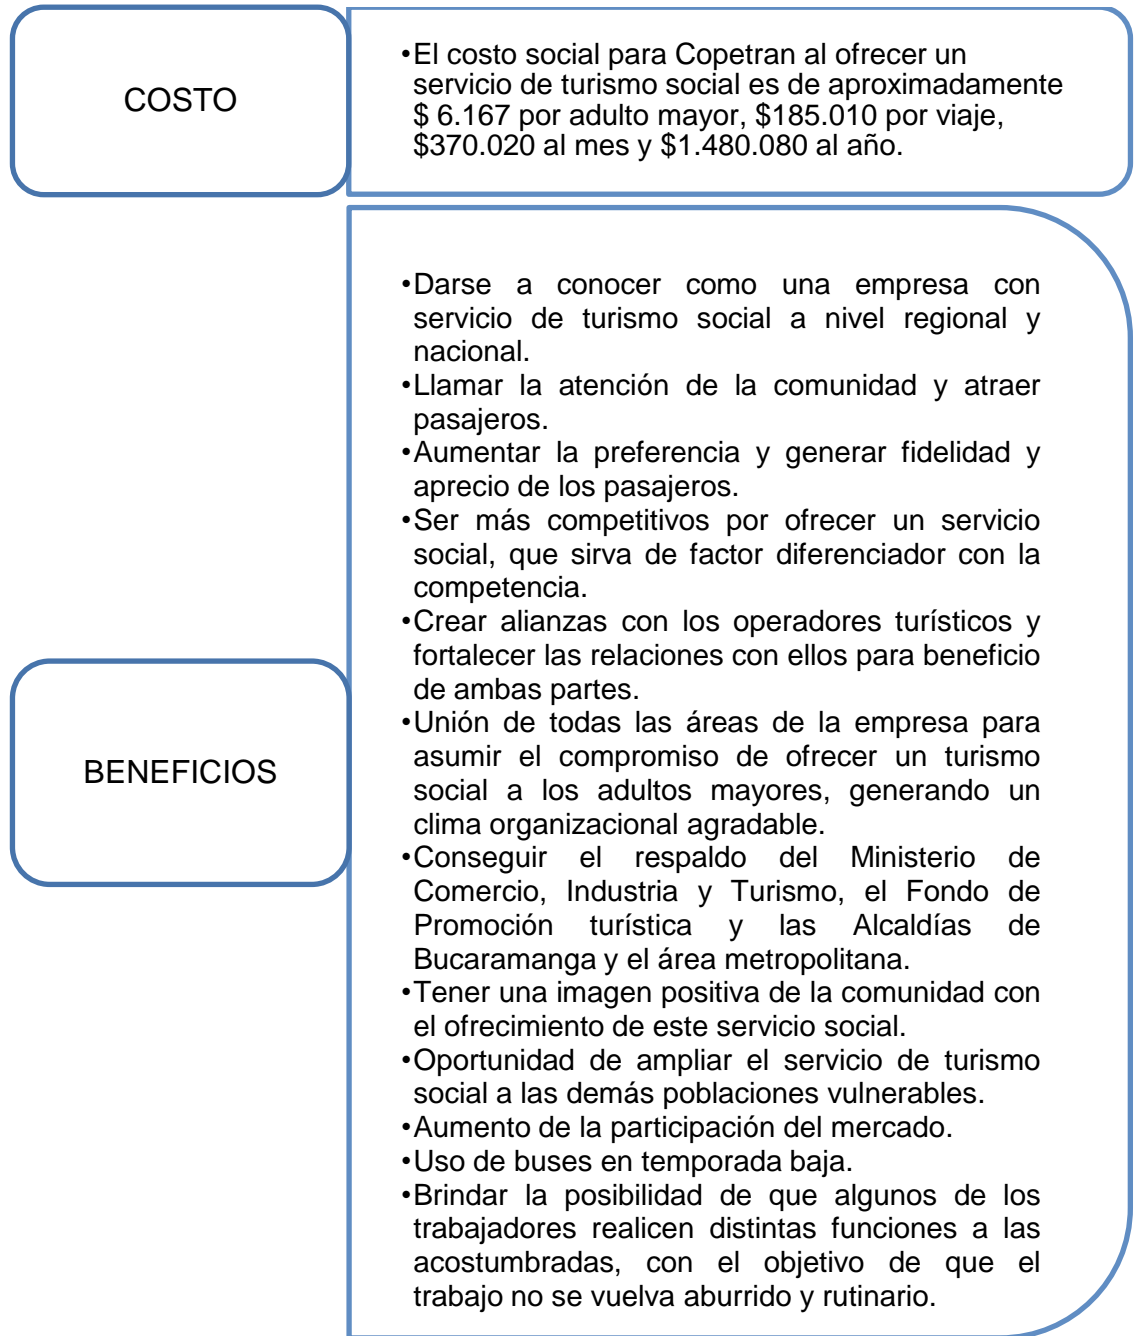 COSTO
•El costo social para Copetran al ofrecer un
servicio de turismo social es de aproximadamente
$ 6.167 por adulto mayor, $185.010 por viaje,
$370.020 al mes y $1.480.080 al año.
BENEFICIOS
•Darse a conocer como una empresa con
servicio de turismo social a nivel regional y
nacional.
•Llamar la atención de la comunidad y atraer
pasajeros.
•Aumentar la preferencia y generar fidelidad y
aprecio de los pasajeros.
•Ser más competitivos por ofrecer un servicio
social, que sirva de factor diferenciador con la
competencia.
•Crear alianzas con los operadores turísticos y
fortalecer las relaciones con ellos para beneficio
de ambas partes.
•Unión de todas las áreas de la empresa para
asumir el compromiso de ofrecer un turismo
social a los adultos mayores, generando un
clima organizacional agradable.
•Conseguir el respaldo del Ministerio de
Comercio, Industria y Turismo, el Fondo de
Promoción turística y las Alcaldías de
Bucaramanga y el área metropolitana.
•Tener una imagen positiva de la comunidad con
el ofrecimiento de este servicio social.
•Oportunidad de ampliar el servicio de turismo
social a las demás poblaciones vulnerables.
•Aumento de la participación del mercado.
•Uso de buses en temporada baja.
•Brindar la posibilidad de que algunos de los
trabajadores realicen distintas funciones a las
acostumbradas, con el objetivo de que el
trabajo no se vuelva aburrido y rutinario.